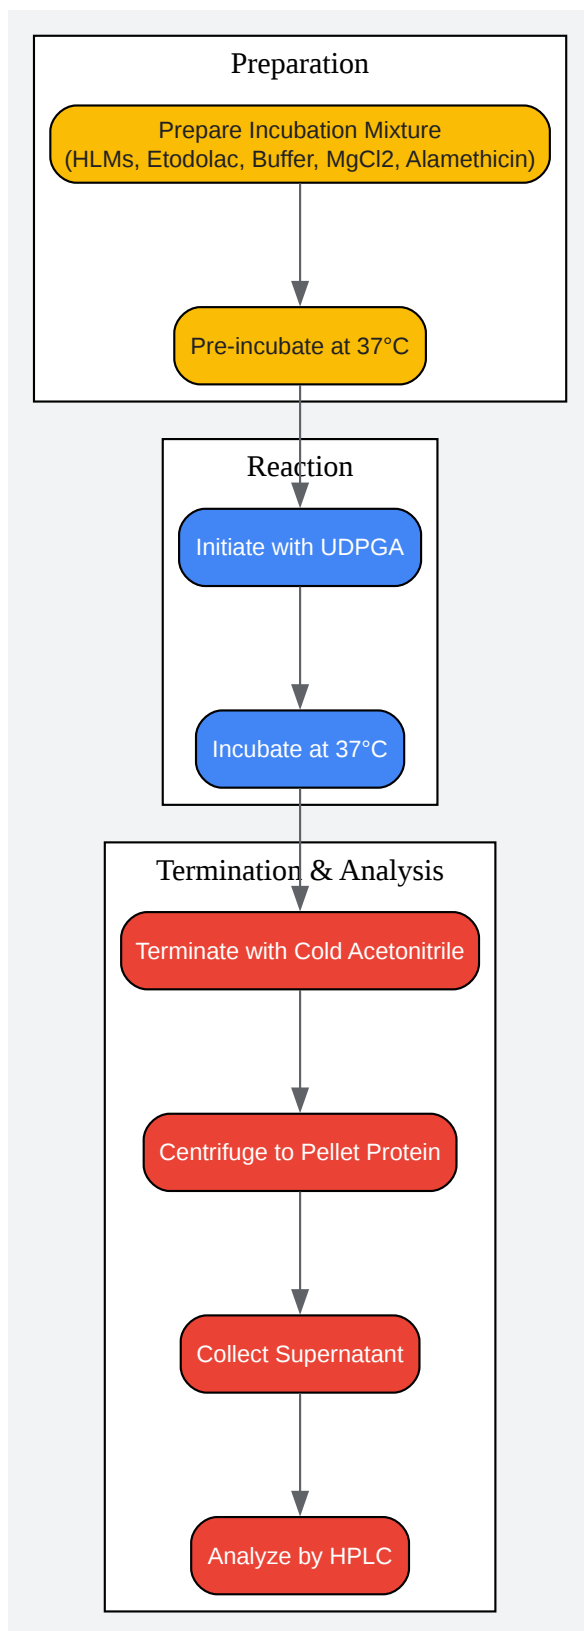 Preparation
Prepare Incubation Mixture
(HLMs, Etodolac, Buffer, MgCl2, Alamethicin)
Pre-incubate at 37°C
Reaction
Initiate with UDPGA
Incubate at 37°C
Termination & Analysis
Terminate with Cold Acetonitrile
Centrifuge to Pellet Protein
Collect Supernatant
Analyze by HPLC